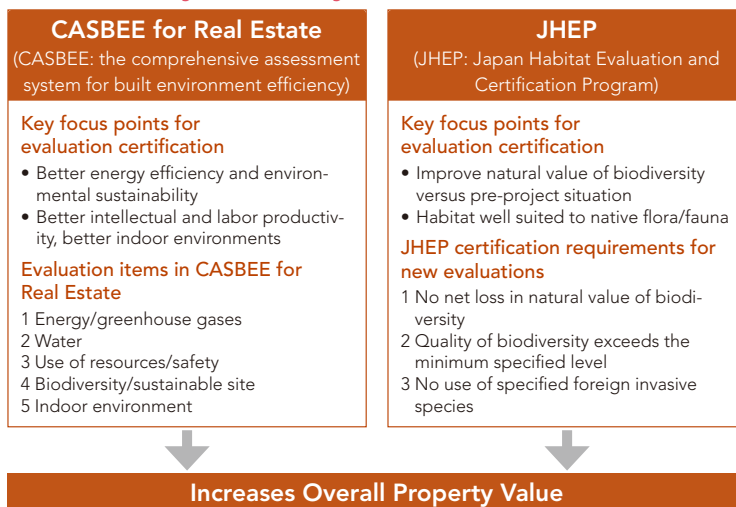 CASBEE for Real Estate
(CASBEE: the comprehensive assessment
system for built environment efficiency)
Key focus points for
evaluation certification
• Better energy efficiency and environ-
mental sustainability
• Better intellectual and labor productiv-
ity, better indoor environments
Evaluation items in CASBEE for
Real Estate
1 Energy/greenhouse gases
2 Water
3 Use of resources/safety
4 Biodiversity/sustainable site
5 Indoor environment
JHEP
(JHEP: Japan Habitat Evaluation and
Certification Program)
Key focus points for
evaluation certification
• Improve natural value of biodiversity
versus pre-project situation
• Habitat well suited to native flora/fauna
JHEP certification requirements for
new evaluations
1 No net loss in natural value of biodi-
versity
2 Quality of biodiversity exceeds the
minimum specified level
3 No use of specified foreign invasive
species
Increases Overall Property Value